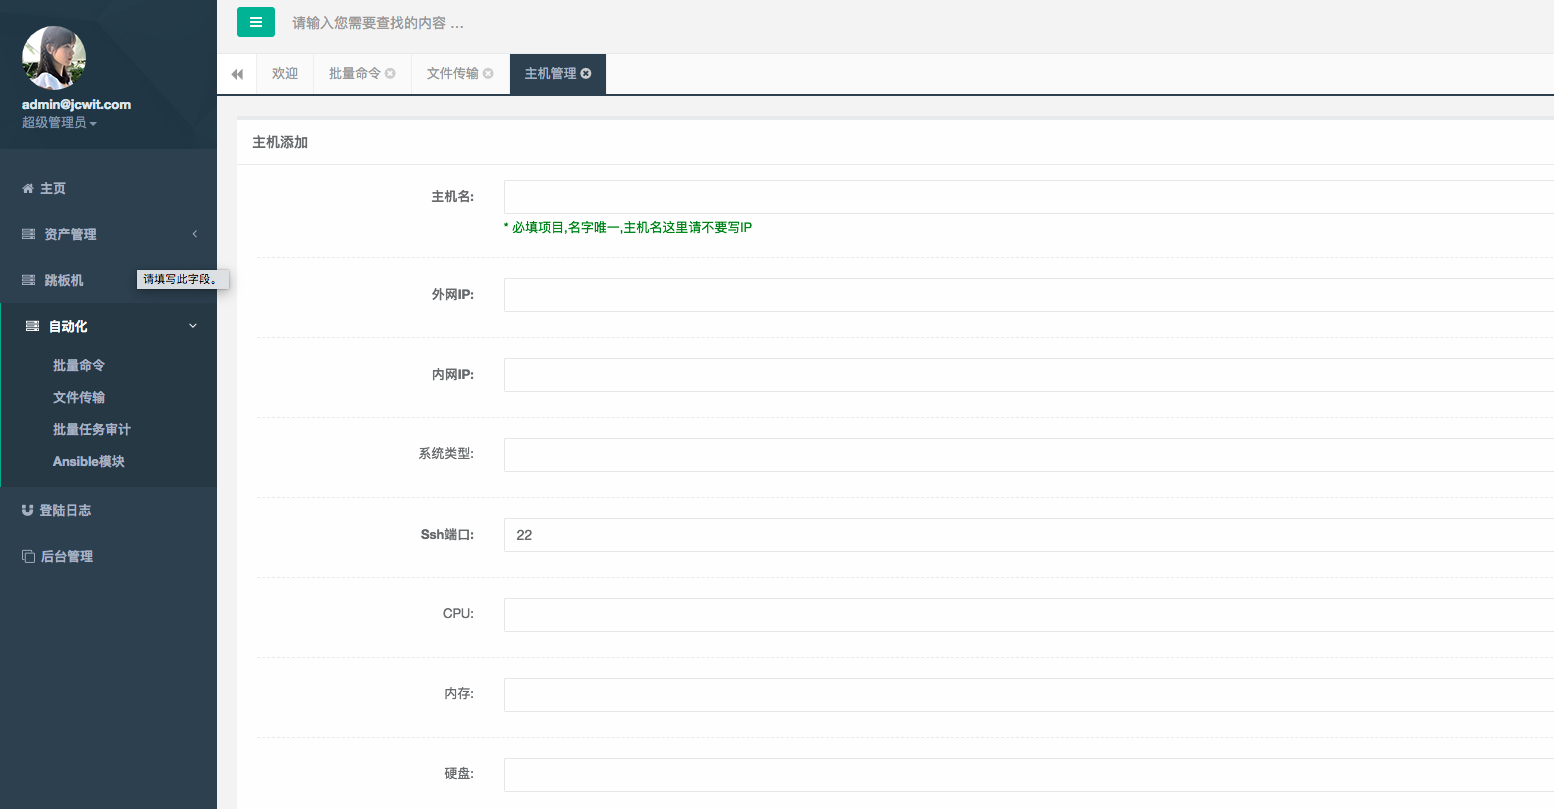 admin@jcwit.com
超级管理员
主页
资产管理
跳板机
请填写此字段。
自动化
批量命令
文件传输
批量任务审计
Ansible模块
登陆日志
后台管理
请输入您需要查找的内容 …
欢迎
批量命令
文件传输
主机管理
主机添加
主机名:
* 必填项目,名字唯一,主机名这里请不要写IP
外网IP:
内网IP:
系统类型:
Ssh端口: 22
CPU:
内存:
硬盘: